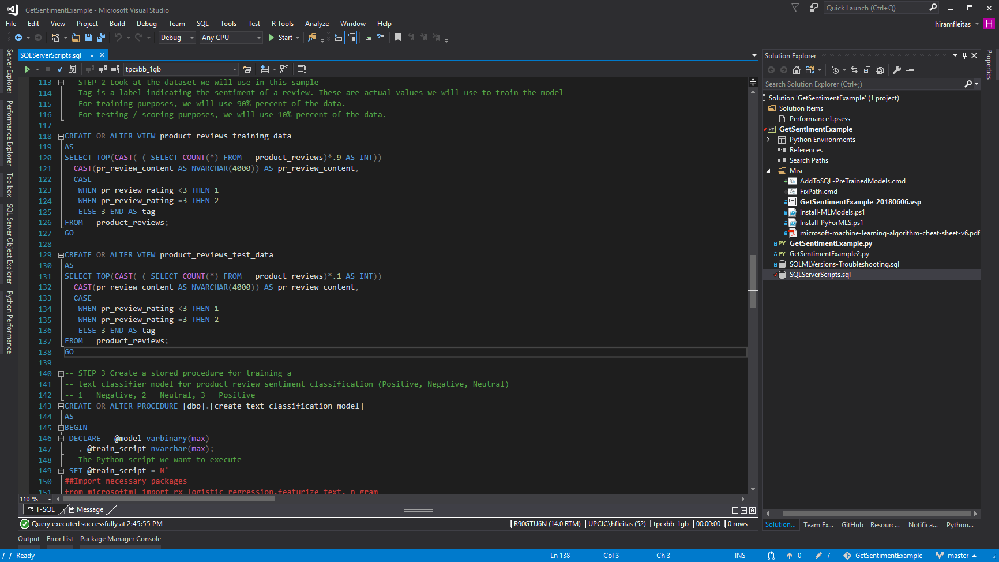 GetSentimentExample - Microsoft Visual Studio
Quick Launch (Ctrl+Q)
File Edit View Project Build Debug Team SQL Tools Test R Tools Analyze Window Help
hiramfleitas H
Debug Any CPU Start
Server Explorer
Performance Explorer
Toolbox
SQL Server Object Explorer
Python Performance
SQLServerScripts.sql
tpcxbb_1gb
113 -- STEP 2 Look at the dataset we will use in this sample
114 -- Tag is a label indicating the sentiment of a review. These are actual values we will use to train the model
115 -- For training purposes, we will use 90% percent of the data.
116 -- For testing / scoring purposes, we will use 10% percent of the data.
117
118 CREATE OR ALTER VIEW product_reviews_training_data
119 AS
120 SELECT TOP(CAST( ( SELECT COUNT(*) FROM   product_reviews)*.9 AS INT))
121   CAST(pr_review_content AS NVARCHAR(4000)) AS pr_review_content,
122   CASE
123    WHEN pr_review_rating <3 THEN 1
124    WHEN pr_review_rating =3 THEN 2
125    ELSE 3 END AS tag
126 FROM   product_reviews;
127 GO
128
129 CREATE OR ALTER VIEW product_reviews_test_data
130 AS
131 SELECT TOP(CAST( ( SELECT COUNT(*) FROM   product_reviews)*.1 AS INT))
132   CAST(pr_review_content AS NVARCHAR(4000)) AS pr_review_content,
133   CASE
134    WHEN pr_review_rating <3 THEN 1
135    WHEN pr_review_rating =3 THEN 2
136    ELSE 3 END AS tag
137 FROM   product_reviews;
138 GO
139
140 -- STEP 3 Create a stored procedure for training a
141 -- text classifier model for product review sentiment classification (Positive, Negative, Neutral)
142 -- 1 = Negative, 2 = Neutral, 3 = Positive
143 CREATE OR ALTER PROCEDURE [dbo].[create_text_classification_model]
144 AS
145 BEGIN
146  DECLARE   @model varbinary(max)
147    , @train_script nvarchar(max);
148  --The Python script we want to execute
149  SET @train_script = N'
150 ##Import necessary packages
151 from microsoftml import rx_logistic_regression,featurize_text, n_gram
110 %
T-SQL Message
Query executed successfully at 2:45:55 PM
R90GTU6N (14.0 RTM) UPCIC\hfleitas (52) tpcxbb_1gb 00:00:00 0 rows
Output Error List Package Manager Console
Solution Explorer
Search Solution Explorer (Ctrl+;)
Solution 'GetSentimentExample' (1 project)
Solution Items
Performance1.psess
PY GetSentimentExample
Python Environments
References
Search Paths
Misc
AddToSQL-PreTrainedModels.cmd
FixPath.cmd
GetSentimentExample_20180606.vsp
Install-MLModels.ps1
Install-PyForMLS.ps1
microsoft-machine-learning-algorithm-cheat-sheet-v6.pdf
PY GetSentimentExample.py
PY GetSentimentExample2.py
SQLMLVersions-Troubleshooting.sql
SQLServerScripts.sql
Solution... Team Ex... GitHub Resourc... Notifica... Python...
Properties
Ready Ln 138 Col 3 Ch 3 INS 0 7 GetSentimentExample master